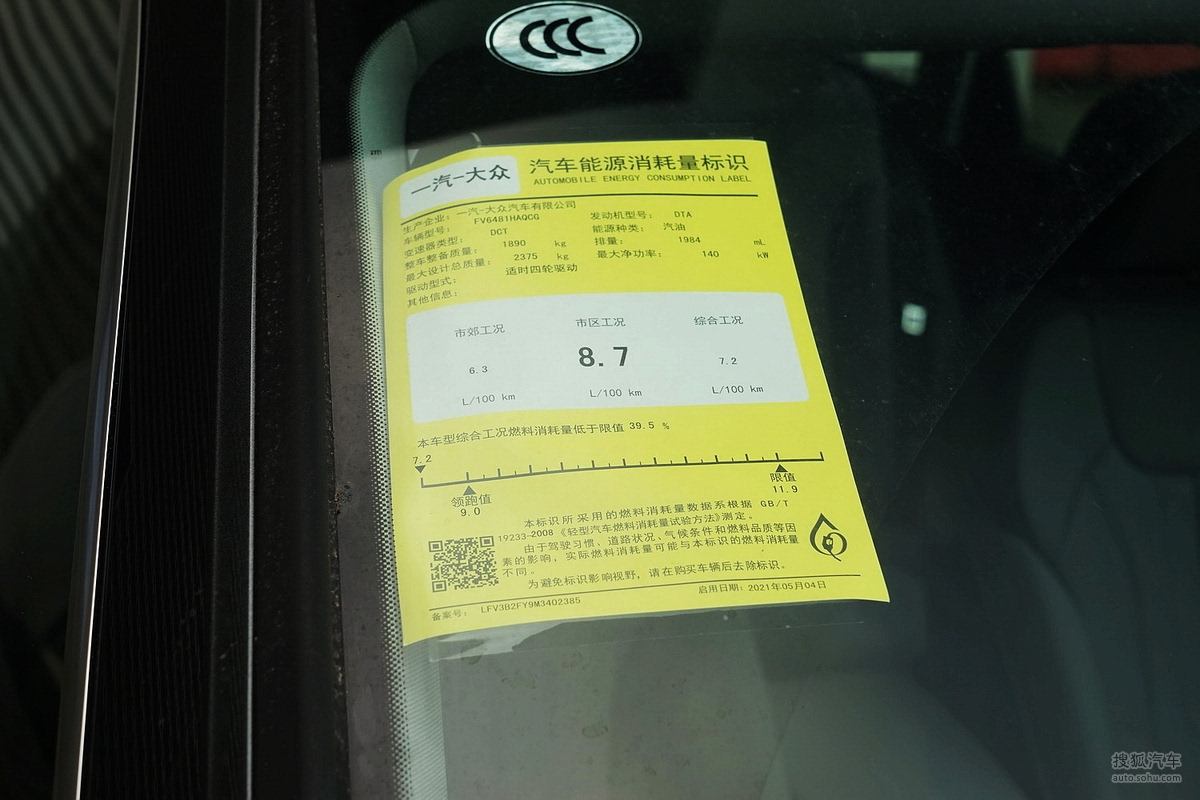 CCC
一汽-大众
汽车能源消耗量标识
AUTOMOBILE ENERGY CONSUMPTION LABEL
生产企业: 一汽-大众汽车有限公司
车辆型号: FV6481HAQCG 发动机型号: DTA
变速器类型: DCT 能源种类: 汽油
整车整备质量: 1890 kg 排量: 1984 mL
最大设计总质量: 2375 kg 最大净功率: 140 kW
驱动型式: 适时四轮驱动
其他信息:
市郊工况 市区工况 综合工况
6.3 8.7 7.2
L/100 km L/100 km L/100 km
本车型综合工况燃料消耗量低于限值 39.5 %
7.2
领跑值 限值
9.0 11.9
本标识所采用的燃料消耗量数据系根据 GB/T
19233-2008《轻型汽车燃料消耗量试验方法》测定。
由于驾驶习惯、道路状况、气候条件和燃料品质等因
素的影响,实际燃料消耗量可能与本标识的燃料消耗量
不同。
为避免标识影响视野,请在购买车辆后去除标识。
备案号: LFV3B2FY9M3402385 启用日期: 2021年05月04日
搜狐汽车
auto.sohu.com